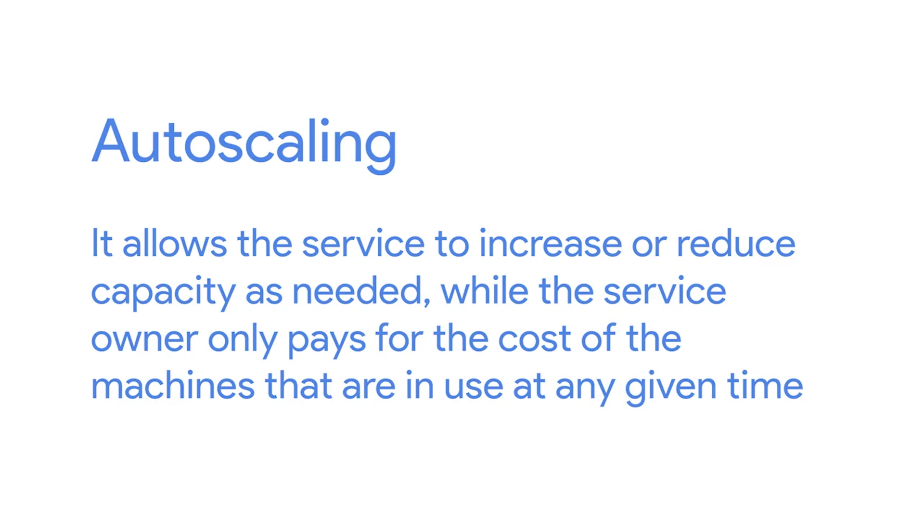 Autoscaling
It allows the service to increase or reduce
capacity as needed, while the service
owner only pays for the cost of the
machines that are in use at any given time